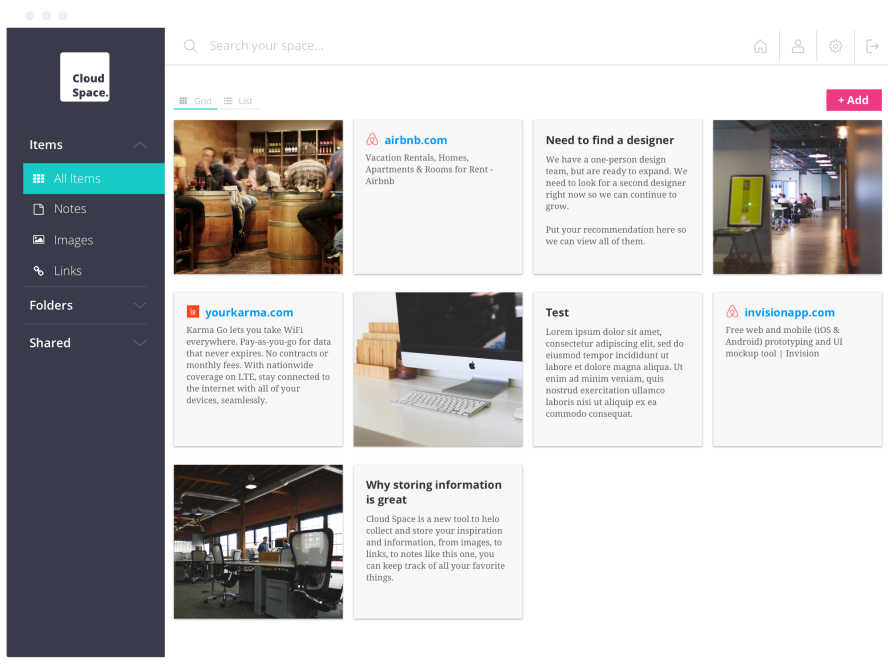 Cloud
Space.
Search your space...
Items
All Items
Notes
Images
Links
Folders
Shared
Grid
List
+ Add
airbnb.com
Vacation Rentals, Homes,
Apartments & Rooms for Rent -
Airbnb
Need to find a designer
We have a one-person design
team, but are ready to expand. We
need to look for a second designer
right now so we can continue to
grow.
Put your recommendation here so
we can view all of them.
yourkarma.com
Karma Go lets you take WiFi
everywhere. Pay-as-you-go for data
that never expires. No contracts or
monthly fees. With nationwide
coverage on LTE, stay connected to
the internet with all of your
devices, seamlessly.
Test
Lorem ipsum dolor sit amet,
consectetur adipiscing elit, sed do
eiusmod tempor incididunt ut
labore et dolore magna aliqua. Ut
enim ad minim veniam, quis
nostrud exercitation ullamco
laboris nisi ut aliquip ex ea
commodo consequat.
invisionapp.com
Free web and mobile (iOS &
Android) prototyping and UI
mockup tool | Invision
Why storing information
is great
Cloud Space is a new tool to helo
collect and store your inspiration
and information, from images, to
links, to notes like this one, you
can keep track of all your favorite
things.